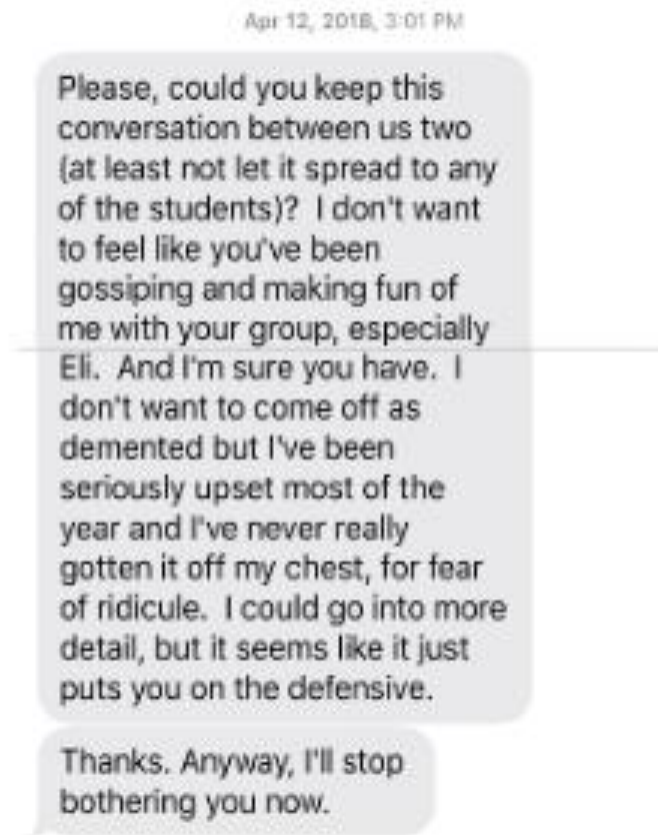 Apr 12, 2018, 3:01 PM
Please, could you keep this
conversation between us two
(at least not let it spread to any
of the students)?  I don't want
to feel like you've been
gossiping and making fun of
me with your group, especially
Eli.  And I'm sure you have.  I
don't want to come off as
demented but I've been
seriously upset most of the
year and I've never really
gotten it off my chest, for fear
of ridicule.  I could go into more
detail, but it seems like it just
puts you on the defensive.
Thanks. Anyway, I'll stop
bothering you now.